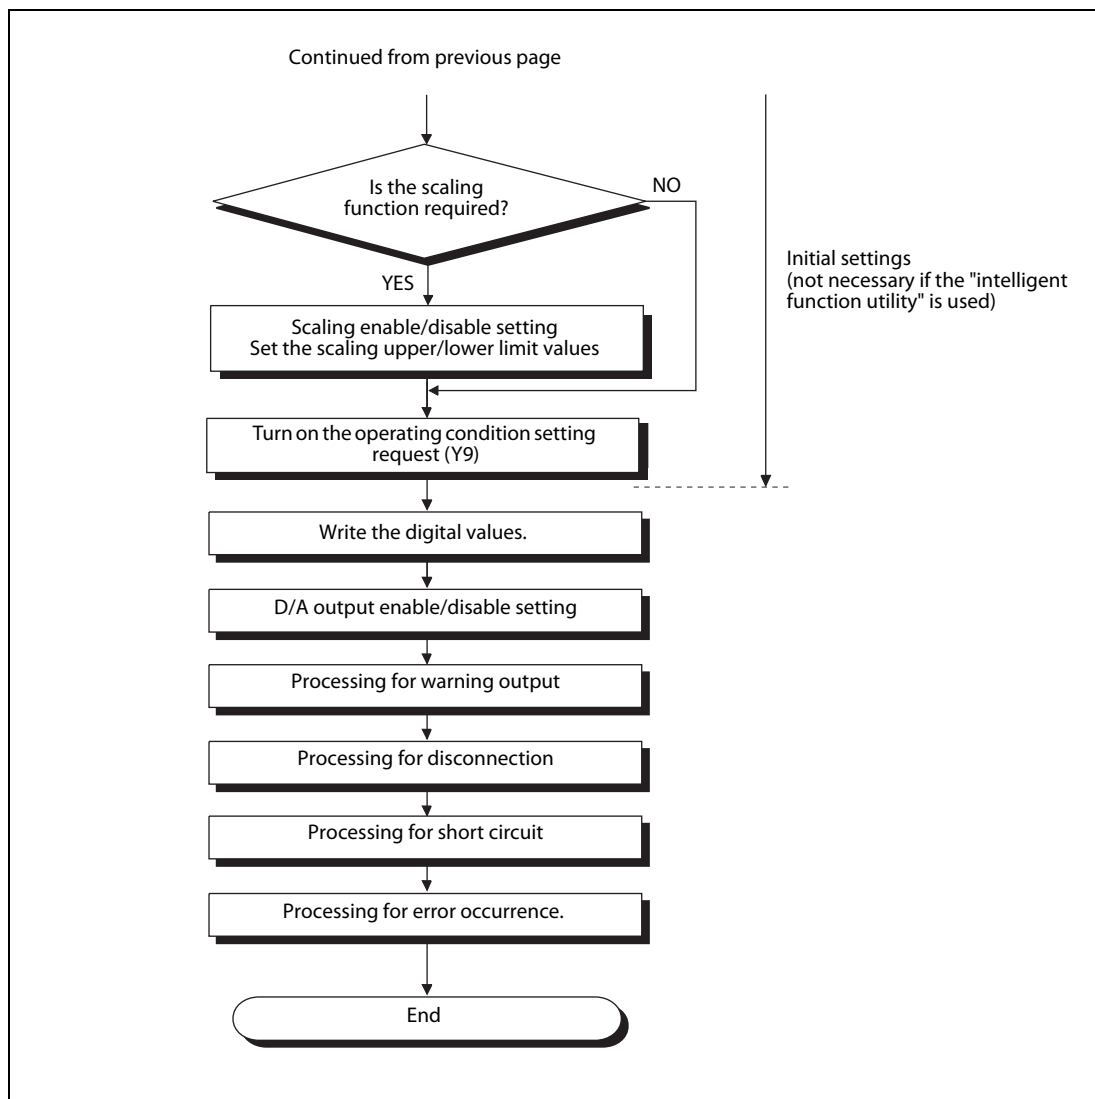 Continued from previous page
Is the scaling
function required?
NO
YES
Initial settings
(not necessary if the "intelligent
function utility" is used)
Scaling enable/disable setting
Set the scaling upper/lower limit values
Turn on the operating condition setting
request (Y9)
Write the digital values.
D/A output enable/disable setting
Processing for warning output
Processing for disconnection
Processing for short circuit
Processing for error occurrence.
End